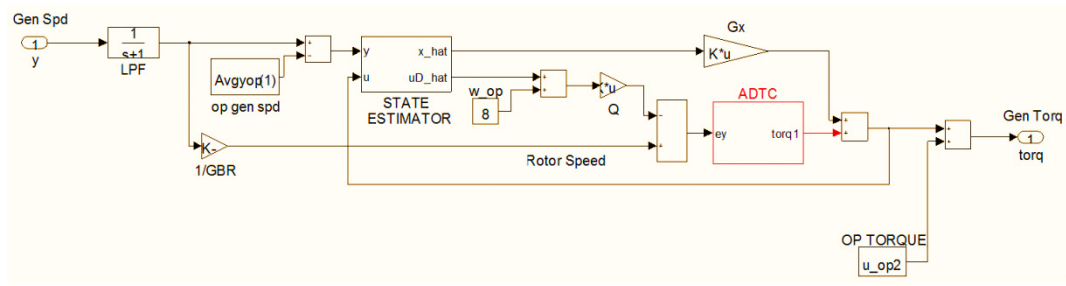 Gen Spd
1
y
1
s+1
LPF
Avgyop(1)
op gen spd
+
-
y
u
x_hat
uD_hat
STATE
ESTIMATOR
w_op
8
+
+
*u
Q
Gx
K*u
K-
1/GBR
Rotor Speed
-
+
ADTC
ey
torq1
+
+
OP TORQUE
u_op2
+
+
Gen Torq
1
torq